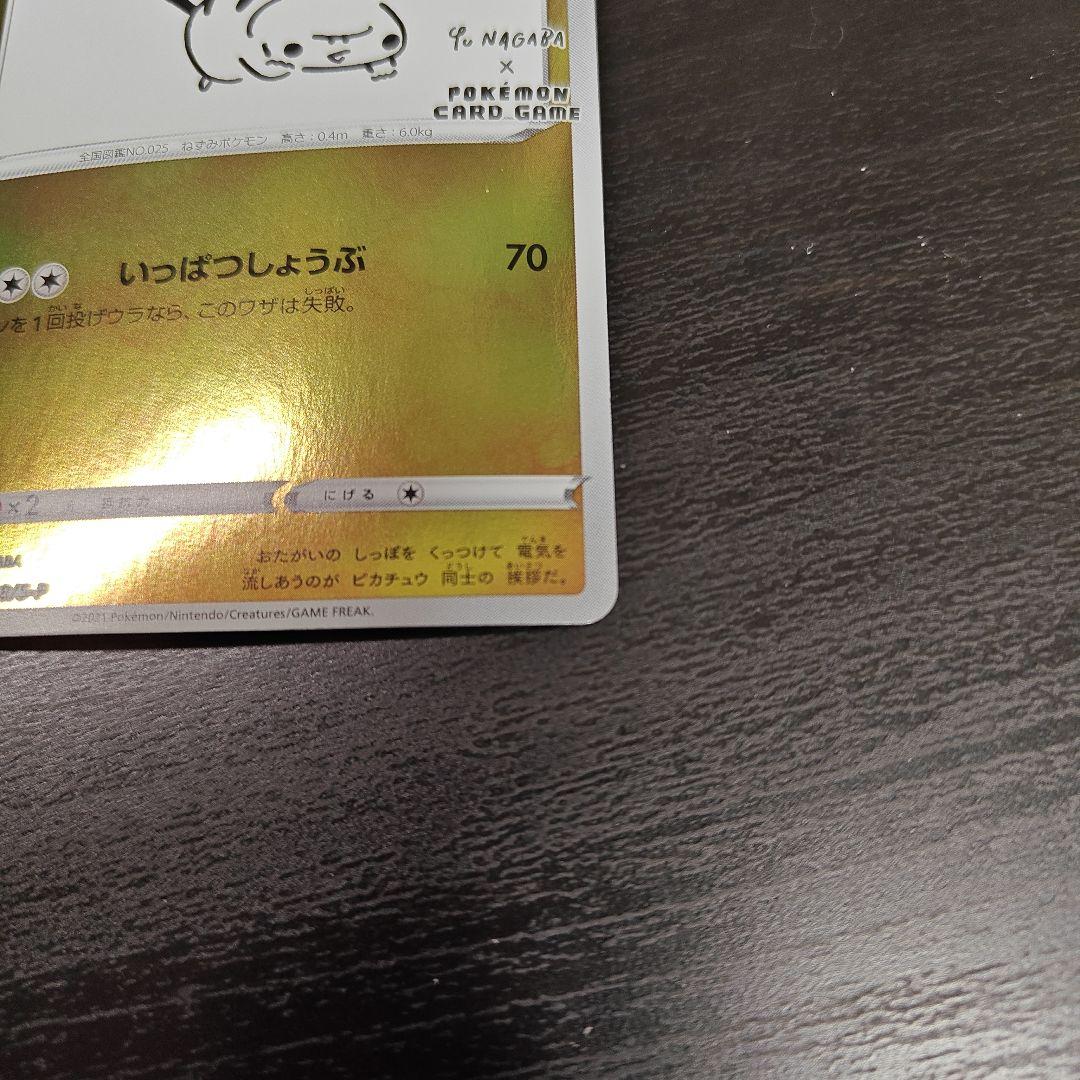 Yu NAGABA
×
POKÉMON
CARD GAME
全国図鑑NO.025 ねずみポケモン 高さ:0.4m 重さ:6.0kg
いっぱつしょうぶ 70
を1回投げウラなら、このワザは失敗。
×2 抵抗力 にげる
おたがいの しっぽを くっつけて 電気を
流しあうのが ピカチュウ 同士の 挨拶だ。
©2021 Pokémon/Nintendo/Creatures/GAME FREAK.